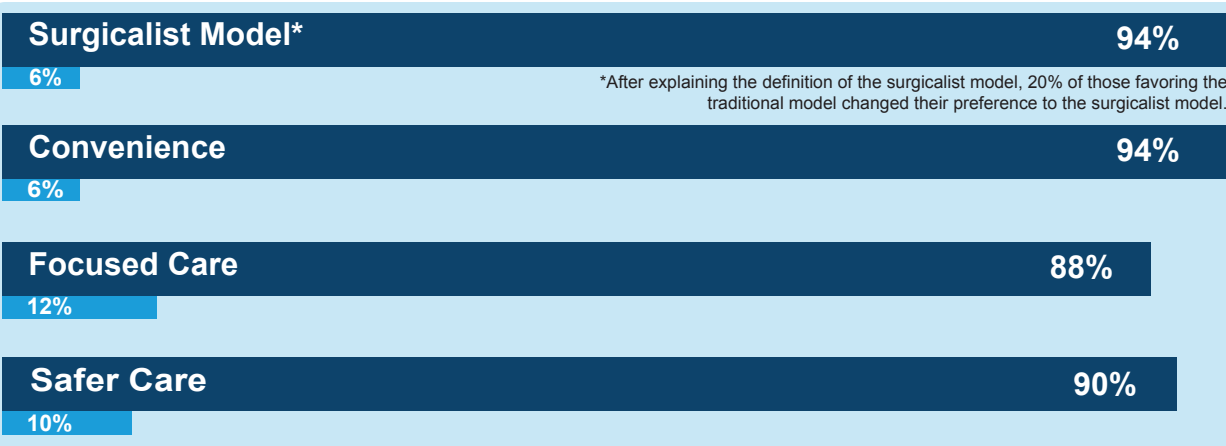 Surgicalist Model* 94%
6%
*After explaining the definition of the surgicalist model, 20% of those favoring the
traditional model changed their preference to the surgicalist model.
Convenience 94%
6%
Focused Care 88%
12%
Safer Care 90%
10%